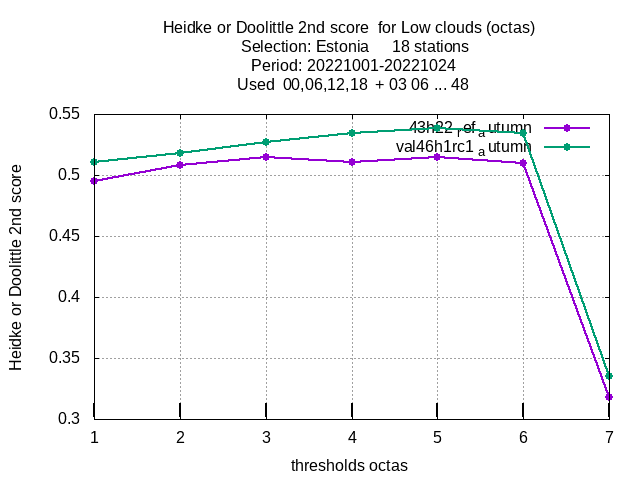 Heidke or Doolittle 2nd score for Low clouds (octas)
Selection: Estonia 18 stations
Period: 20221001-20221024
Used 00,06,12,18 + 03 06 ... 48
0.55
0.5
0.45
0.4
0.35
0.3
Heidke or Doolittle 2nd score
43h22_ref_autumn
val46h1rc1_autumn
1 2 3 4 5 6 7
thresholds octas